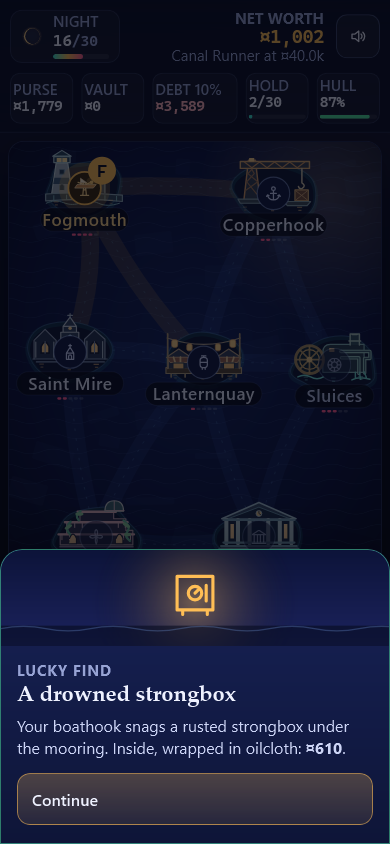 NIGHT
16/30
NET WORTH
¤1,002
Canal Runner at ¤40.0k
PURSE
¤1,779
VAULT
¤0
DEBT 10%
¤3,589
HOLD
2/30
HULL
87%
F
Fogmouth
Copperhook
Saint Mire
Lanternquay
Sluices
LUCKY FIND
A drowned strongbox
Your boathook snags a rusted strongbox under
the mooring. Inside, wrapped in oilcloth: ¤610.
Continue